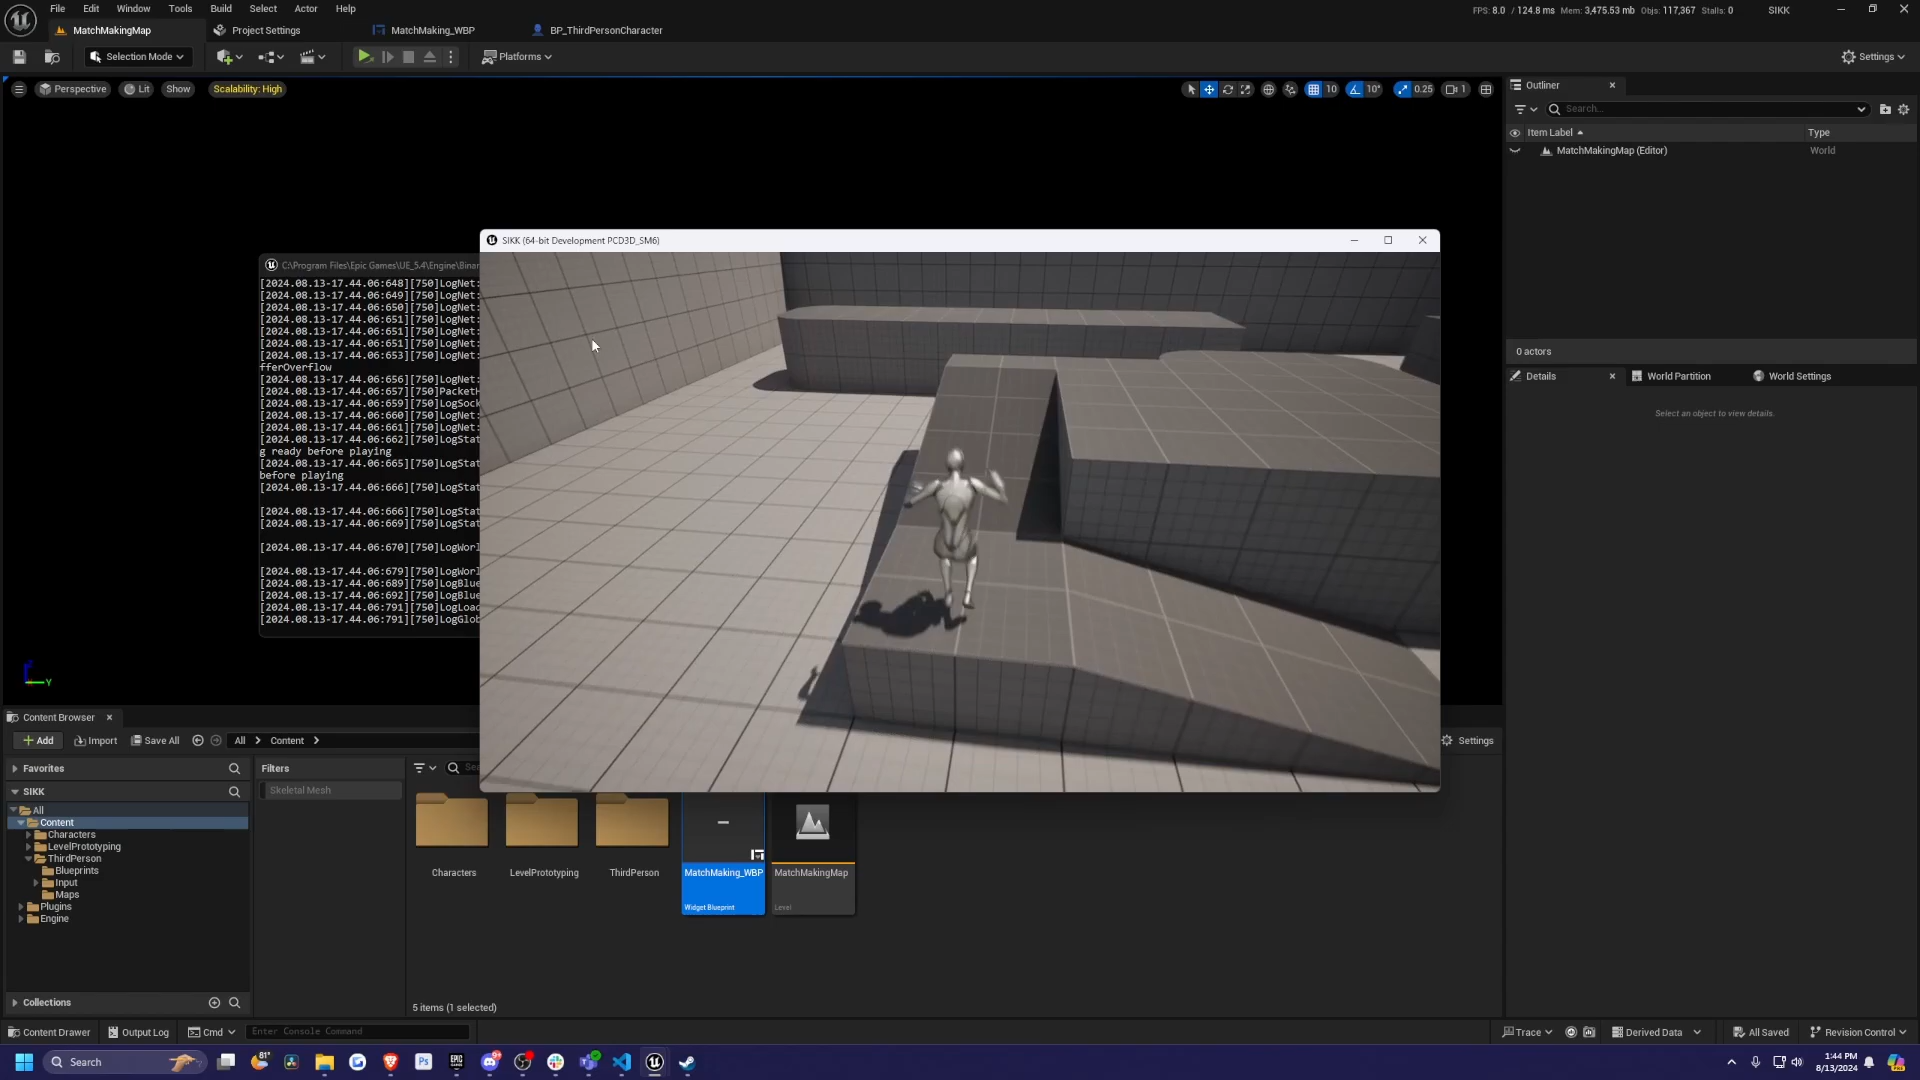 File Edit Window Tools Build Select Actor Help
FPS: 8.0 / 124.8 ms Mem: 3,475.53 mb Objs: 117,367 Stalls: 0 SIKK
MatchMakingMap Project Settings MatchMaking_WBP BP_ThirdPersonCharacter
Selection Mode Platforms Settings
Perspective Lit Show Scalability: High 10 10° 0.25 1
Outliner
Search...
Item Label Type
MatchMakingMap (Editor) World
0 actors
Details World Partition World Settings
Select an object to view details.
SIKK (64-bit Development PCD3D_SM6)
C:\Program Files\Epic Games\UE_5.4\Engine\Binar
[2024.08.13-17.44.06:648][750]LogNet:
[2024.08.13-17.44.06:649][750]LogNet:
[2024.08.13-17.44.06:650][750]LogNet:
[2024.08.13-17.44.06:651][750]LogNet:
[2024.08.13-17.44.06:651][750]LogNet:
[2024.08.13-17.44.06:651][750]LogNet:
[2024.08.13-17.44.06:653][750]LogNet:
fferOverflow
[2024.08.13-17.44.06:656][750]LogNet:
[2024.08.13-17.44.06:657][750]PacketH
[2024.08.13-17.44.06:659][750]LogSock
[2024.08.13-17.44.06:660][750]LogNet:
[2024.08.13-17.44.06:661][750]LogNet:
[2024.08.13-17.44.06:662][750]LogStat
g ready before playing
[2024.08.13-17.44.06:665][750]LogStat
before playing
[2024.08.13-17.44.06:666][750]LogStat
[2024.08.13-17.44.06:666][750]LogStat
[2024.08.13-17.44.06:669][750]LogStat
[2024.08.13-17.44.06:670][750]LogWorl
[2024.08.13-17.44.06:679][750]LogWorl
[2024.08.13-17.44.06:689][750]LogBlue
[2024.08.13-17.44.06:692][750]LogBlue
[2024.08.13-17.44.06:791][750]LogLoad
[2024.08.13-17.44.06:791][750]LogGlob
Y
Content Browser
Add Import Save All All Content Settings
Favorites
SIKK
All
Content
Characters
LevelPrototyping
ThirdPerson
Blueprints
Input
Maps
Plugins
Engine
Collections
Filters
Skeletal Mesh
Characters LevelPrototyping ThirdPerson MatchMaking_WBP MatchMakingMap
Widget Blueprint Level
5 items (1 selected)
Content Drawer Output Log Cmd Enter Console Command Trace Derived Data All Saved Revision Control
Search 81° 1:44 PM
8/13/2024